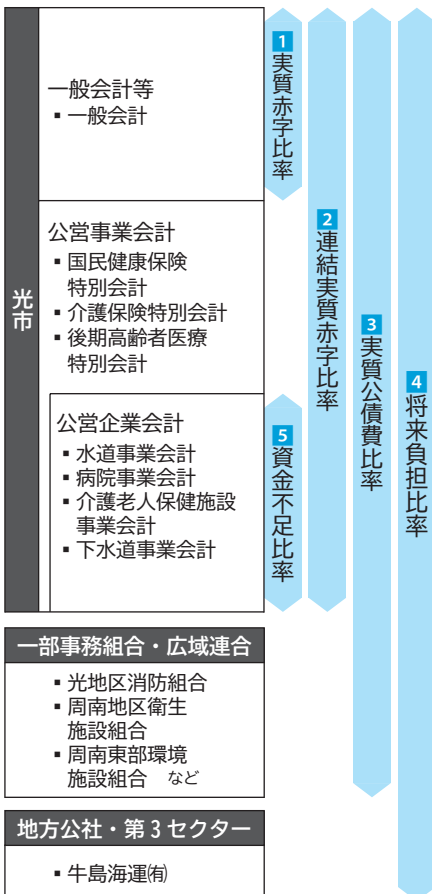 光市
一般会計等
▪一般会計
公営事業会計
▪国民健康保険
特別会計
▪介護保険特別会計
▪後期高齢者医療
特別会計
公営企業会計
▪水道事業会計
▪病院事業会計
▪介護老人保健施設
事業会計
▪下水道事業会計
1 実質赤字比率
2 連結実質赤字比率
3 実質公債費比率
4 将来負担比率
5 資金不足比率
一部事務組合・広域連合
▪光地区消防組合
▪周南地区衛生
施設組合
▪周南東部環境
施設組合 など
地方公社・第3セクター
▪牛島海運㈲